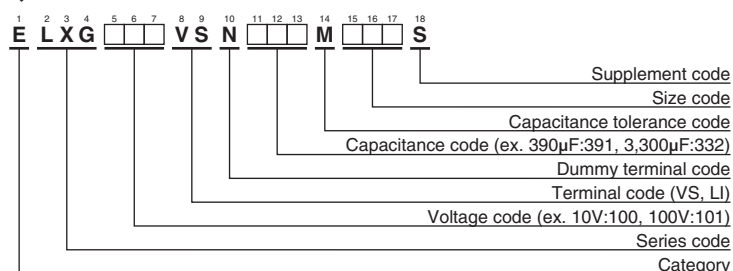 1 2 3 4 5 6 7 8 9 10 11 12 13 14 15 16 17 18
E LXG □□□ VS N □□□ M □□□ S
Supplement code
Size code
Capacitance tolerance code
Capacitance code (ex. 390μF:391, 3,300μF:332)
Dummy terminal code
Terminal code (VS, LI)
Voltage code (ex. 10V:100, 100V:101)
Series code
Category